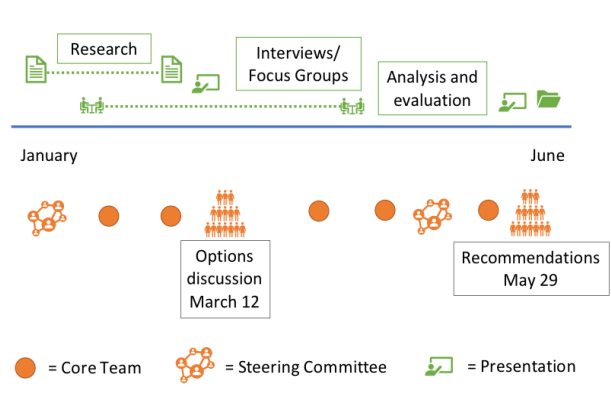 Research
Interviews/
Focus Groups
Analysis and
evaluation
January
June
Options
discussion
March 12
Recommendations
May 29
= Core Team
= Steering Committee
= Presentation